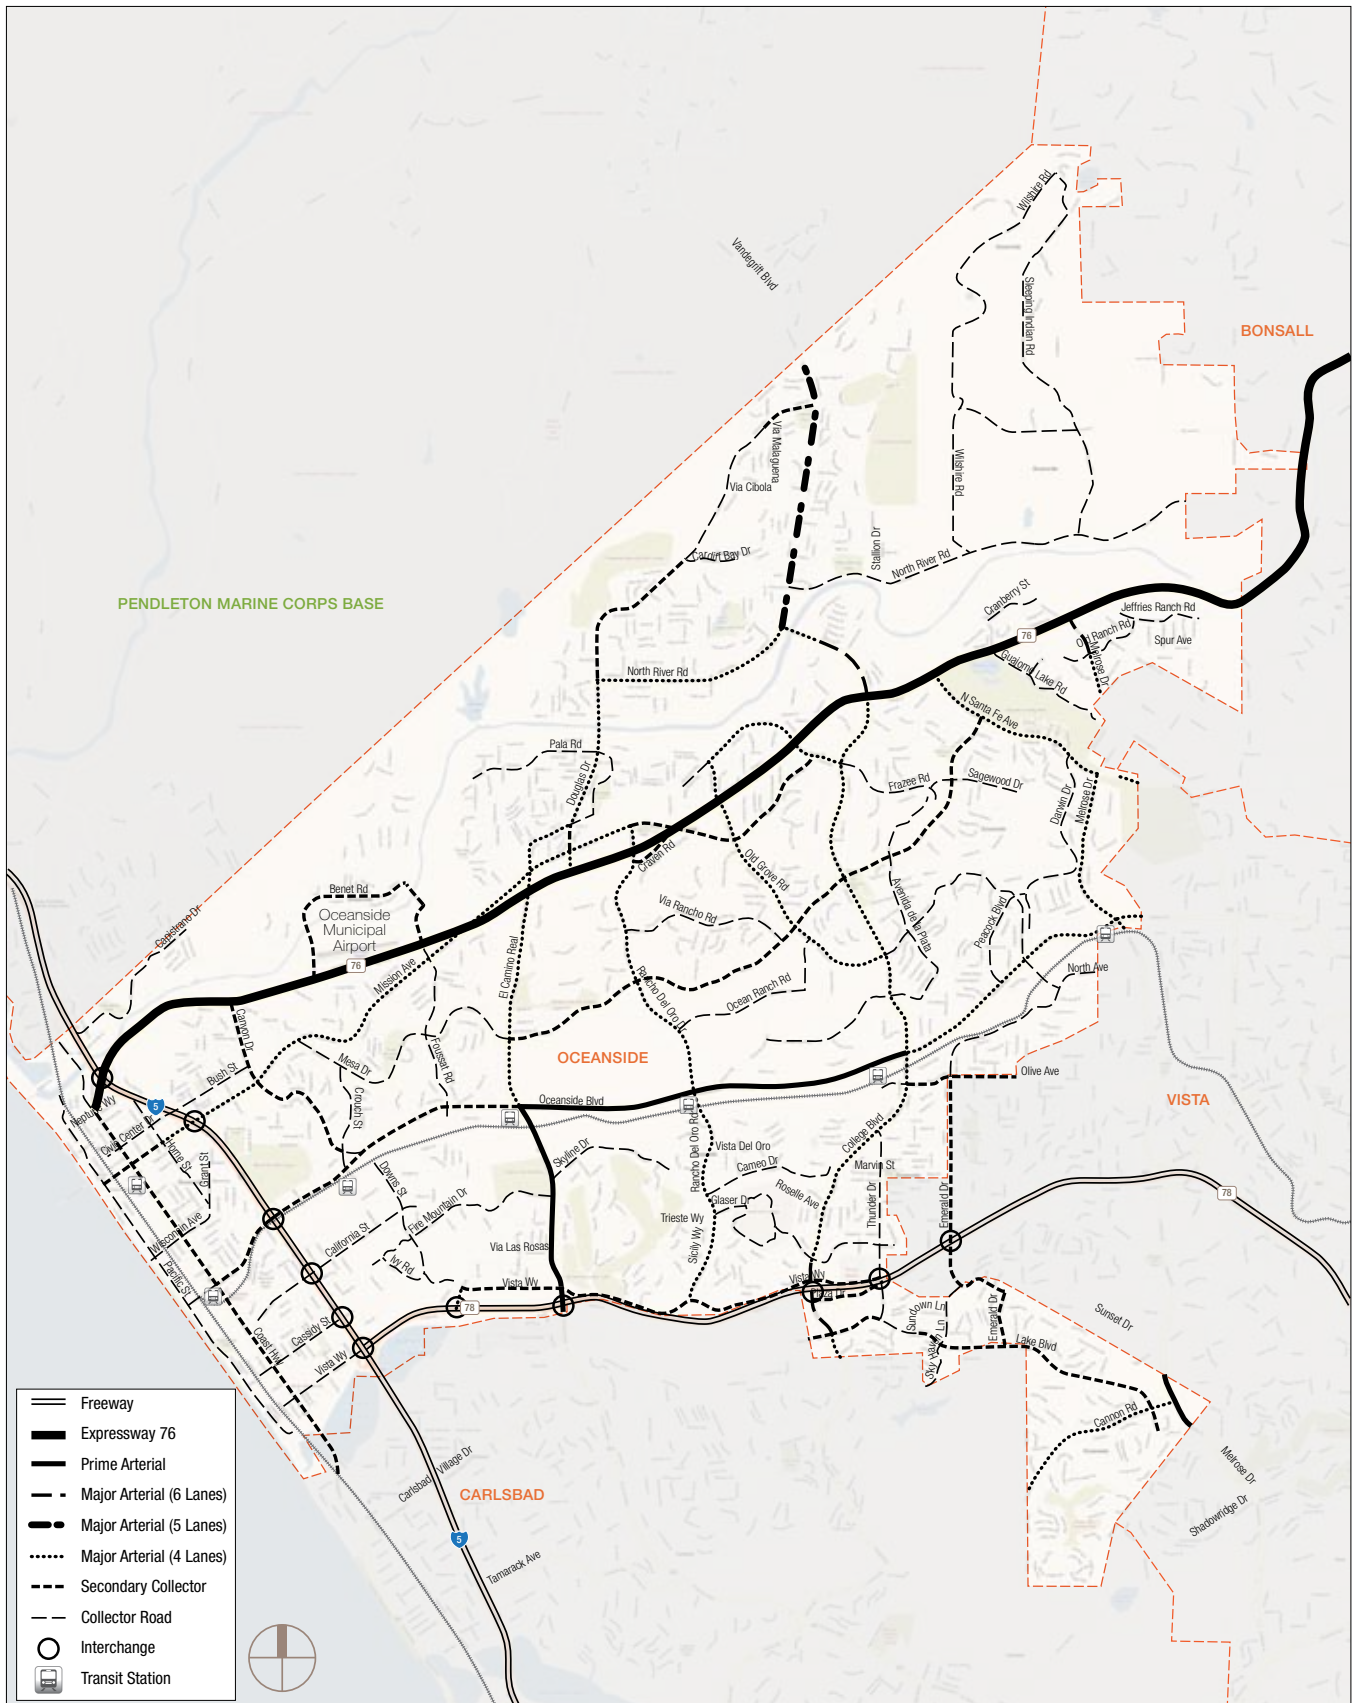 Wilshire Rd
Vandegrift Blvd
Sleeping Indian Rd
BONSALL
Via Malaguena
Wilshire Rd
Via Cibola
Stallion Dr
Cardiff Bay Dr
North River Rd
PENDLETON MARINE CORPS BASE
Cranberry St
Jeffries Ranch Rd
76
Old Ranch Rd
Spur Ave
Guajome Lake Rd
Melrose Dr
North River Rd
N Santa Fe Ave
Pala Rd
Douglas Dr
Frazee Rd
Sagewood Dr
Darwin Dr
Melrose Dr
Craven Rd
Old Grove Rd
Benet Rd
Oceanside
Municipal
Airport
Capistrano Dr
Via Rancho Rd
Avenida de la Plata
Peacock Blvd
76
Mission Ave
El Camino Real
Rancho Del Oro Dr
Ocean Ranch Rd
North Ave
Canyon Dr
OCEANSIDE
Mesa Dr
Foussat Rd
Bush St
Crouch St
Olive Ave
Oceanside Blvd
VISTA
Neptune Wy
5
Civic Center Dr
Horne St
Grant St
Rancho Del Oro Rd
College Blvd
Skyline Dr
Vista Del Oro
Cameo Dr
Marvin St
Downs St
Roselle Ave
Thunder Dr
Emerald Dr
78
Fire Mountain Dr
Glaser Dr
Trieste Wy
Wisconsin Ave
California St
Via Las Rosas
Sicily Wy
Ivy Rd
Pacific St
Vista Wy
Vista Wy
Plaza Dr
78
Cassidy St
Coast Hwy
Vista Wy
Sundown Ln
Sky Haven Ln
Emerald Dr
Lake Blvd
Sunset Dr
Cannon Rd
Melrose Dr
Shadowridge Dr
Carlsbad Village Dr
CARLSBAD
5
Tamarack Ave
Freeway
Expressway 76
Prime Arterial
Major Arterial (6 Lanes)
Major Arterial (5 Lanes)
Major Arterial (4 Lanes)
Secondary Collector
Collector Road
Interchange
Transit Station